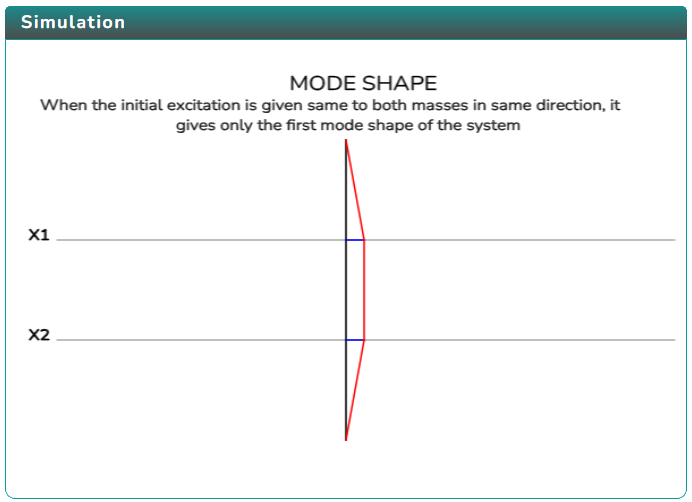 Simulation
MODE SHAPE
When the initial excitation is given same to both masses in same direction, it
gives only the first mode shape of the system
X1
X2